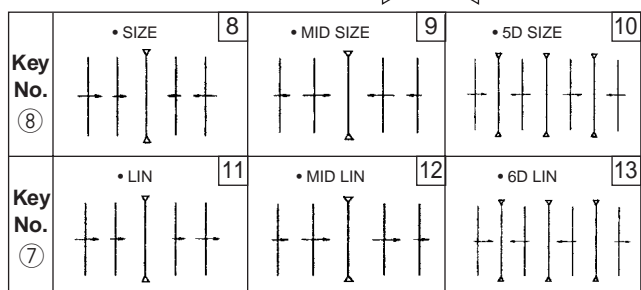 • SIZE 8 • MID SIZE 9 • 5D SIZE 10
Key
No.
⑧
• LIN 11 • MID LIN 12 • 6D LIN 13
Key
No.
⑦